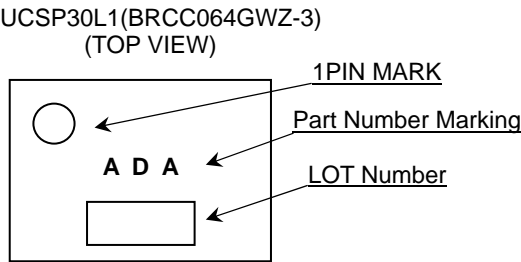 UCSP30L1(BRCC064GWZ-3)
(TOP VIEW)
1PIN MARK
Part Number Marking
A D A
LOT Number